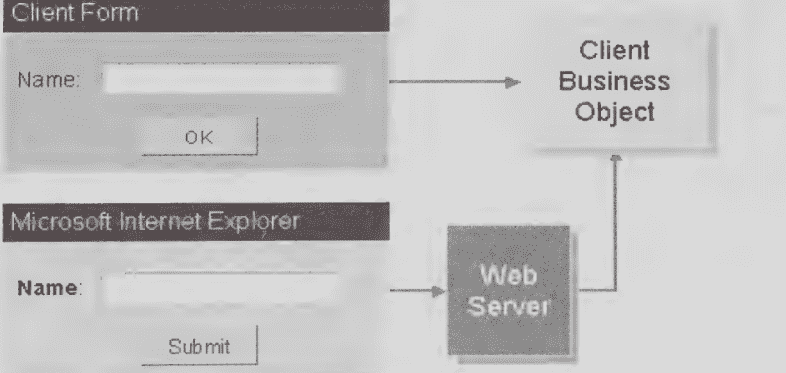 Client Form
Name:
OK
Client
Business
Object
Microsoft Internet Explorer
Name:
Submit
Web
Server